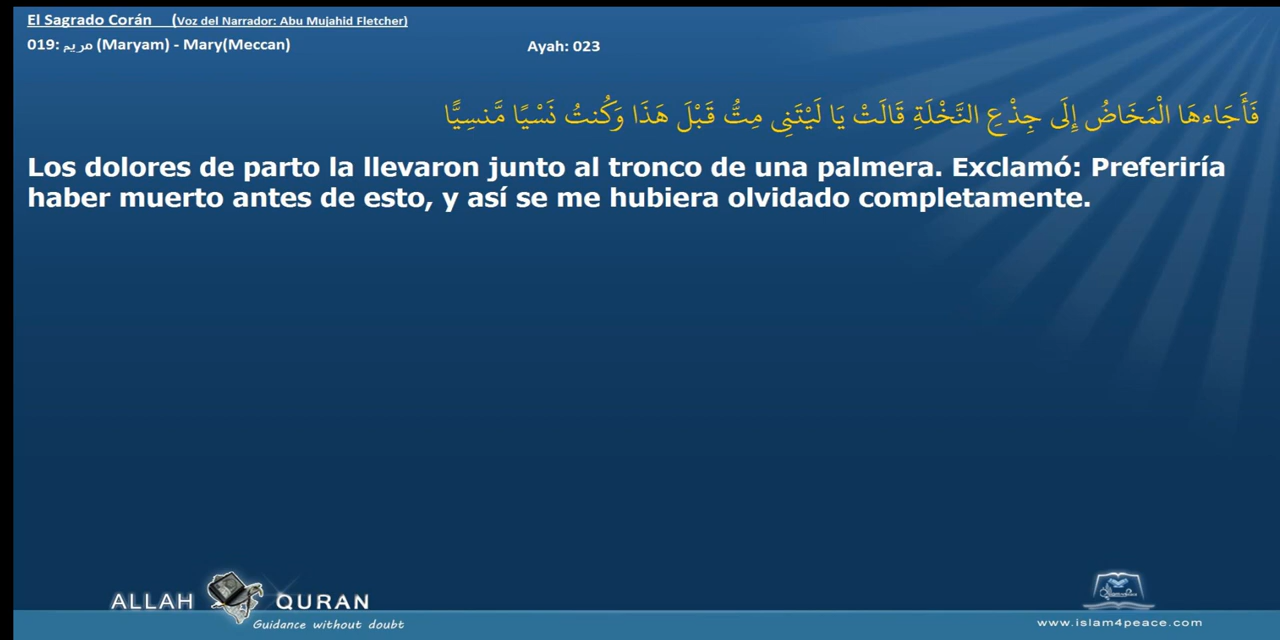 El Sagrado Corán (Voz del Narrador: Abu Mujahid Fletcher)
019: مريم (Maryam) - Mary(Meccan) Ayah: 023
فَأَجَاءهَا الْمَخَاضُ إِلَى جِذْعِ النَّخْلَةِ قَالَتْ يَا لَيْتَنِي مِتُّ قَبْلَ هَذَا وَكُنتُ نَسْيًا مَّنسِيًّا
Los dolores de parto la llevaron junto al tronco de una palmera. Exclamó: Preferiría
haber muerto antes de esto, y así se me hubiera olvidado completamente.
ALLAH QURAN
Guidance without doubt
www.islam4peace.com